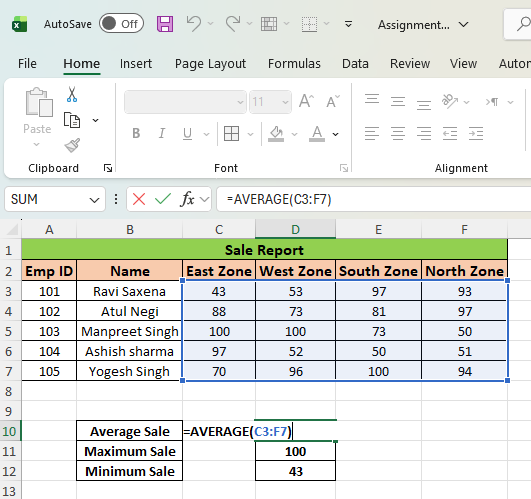 AutoSave Off Assignment...
File Home Insert Page Layout Formulas Data Review View Autor
Paste 11 A A
B I U A
Clipboard Font Alignment
SUM fx =AVERAGE(C3:F7)
A B C D E F
1 Sale Report
2 Emp ID Name East Zone West Zone South Zone North Zone
3 101 Ravi Saxena 43 53 97 93
4 102 Atul Negi 88 73 81 97
5 103 Manpreet Singh 100 100 73 50
6 104 Ashish sharma 97 52 50 51
7 105 Yogesh Singh 70 96 100 94
8
9
10 Average Sale =AVERAGE(C3:F7)
11 Maximum Sale 100
12 Minimum Sale 43
13